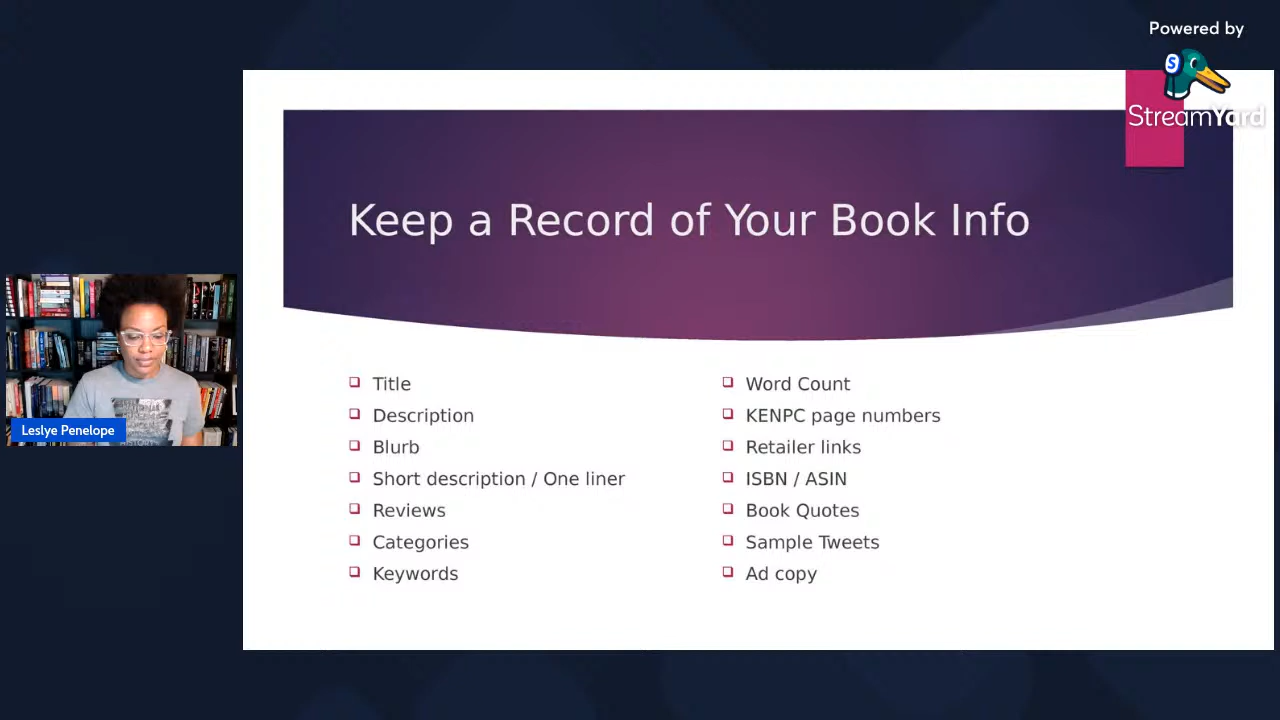 Powered by
StreamYard
Keep a Record of Your Book Info
Title
Description
Blurb
Short description / One liner
Reviews
Categories
Keywords
Word Count
KENPC page numbers
Retailer links
ISBN / ASIN
Book Quotes
Sample Tweets
Ad copy
Leslye Penelope